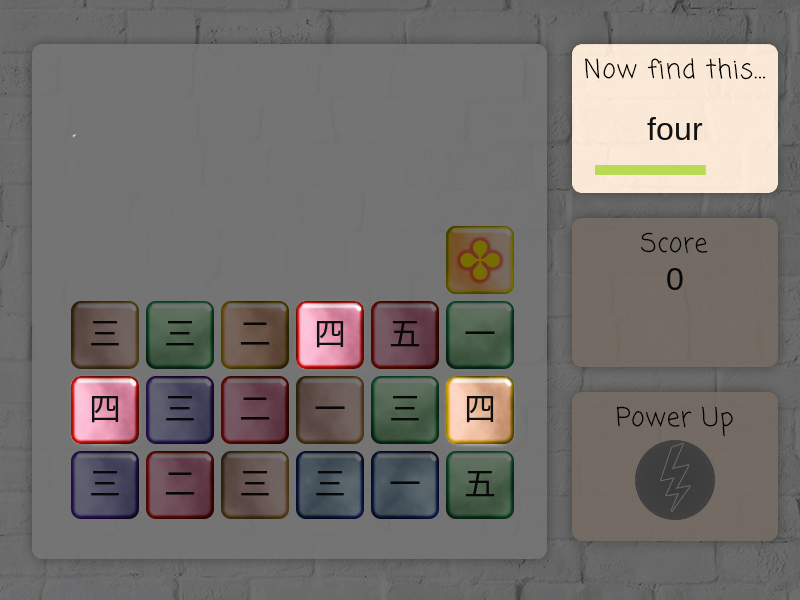 Now find this...
four
Score
0
Power Up
三 三 二 四 五 一
四 三 二 一 三 四
三 二 三 三 一 五